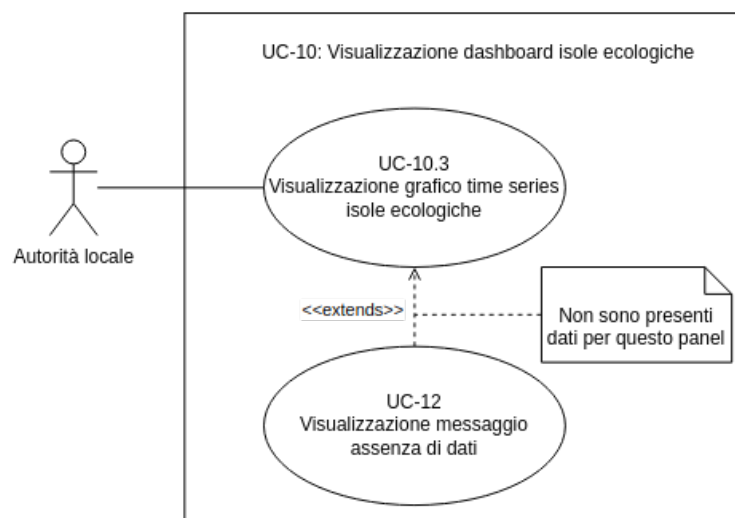 UC-10: Visualizzazione dashboard isole ecologiche
UC-10.3
Visualizzazione grafico time series
isole ecologiche
Autorità locale
<<extends>>
Non sono presenti
dati per questo panel
UC-12
Visualizzazione messaggio
assenza di dati